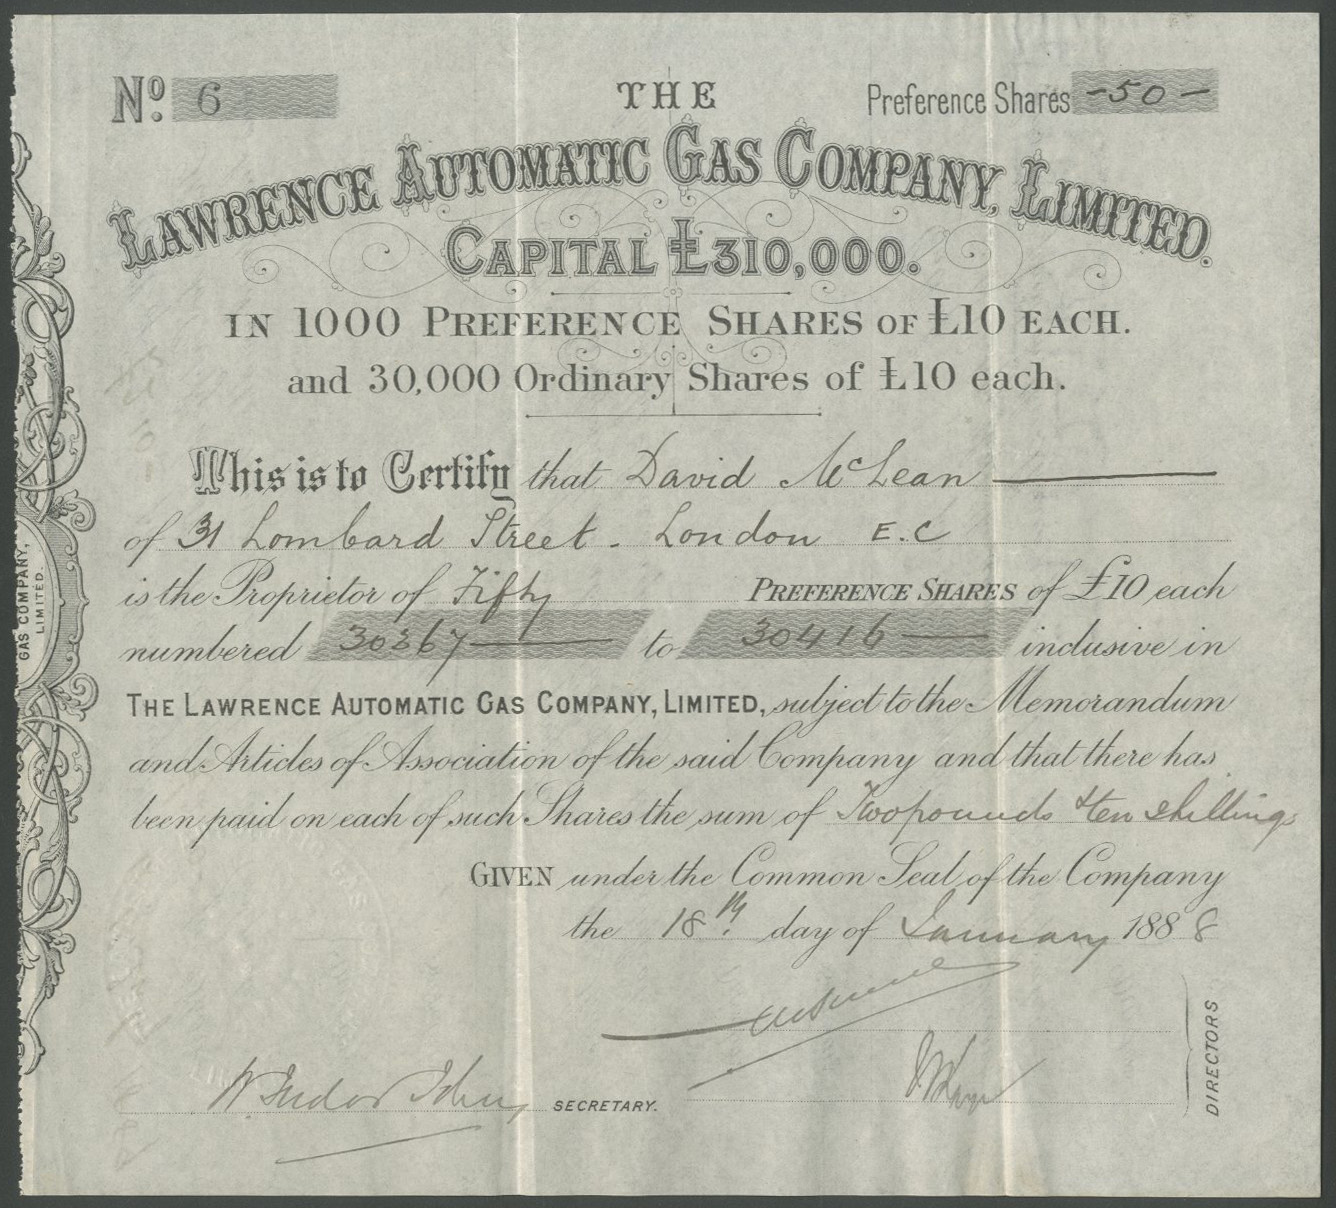 No. 6
THE
Preference Shares -50-
LAWRENCE AUTOMATIC GAS COMPANY, LIMITED.
CAPITAL £310,000.
IN 1000 PREFERENCE SHARES OF £10 EACH.
and 30,000 Ordinary Shares of £10 each.
This is to Certify that David McLean
of 31 Lombard Street - London E.C
is the Proprietor of Fifty PREFERENCE SHARES of £10 each
numbered 30367 to 30416 inclusive in
THE LAWRENCE AUTOMATIC GAS COMPANY, LIMITED, subject to the Memorandum
and Articles of Association of the said Company and that there has
been paid on each of such Shares the sum of Two pounds & ten shillings
GIVEN under the Common Seal of the Company
the 18th day of January 1888
SECRETARY.
DIRECTORS
GAS COMPANY,
LIMITED.